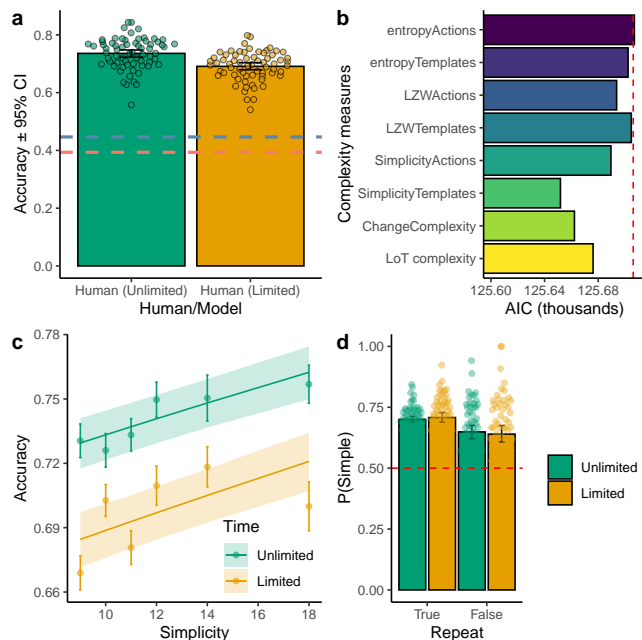 a
0.8
0.6
0.4
0.2
0.0
Accuracy ± 95% CI
Human (Unlimited) Human (Limited)
Human/Model
b
Complexity measures
entropyActions
entropyTemplates
LZWActions
LZWTemplates
SimplicityActions
SimplicityTemplates
ChangeComplexity
LoT complexity
125.60 125.64 125.68
AIC (thousands)
c
0.78
0.75
0.72
0.69
0.66
Accuracy
10 12 14 16 18
Simplicity
Time
Unlimited
Limited
d
1.00
0.75
0.50
0.25
0.00
P(Simple)
True False
Repeat
Unlimited
Limited